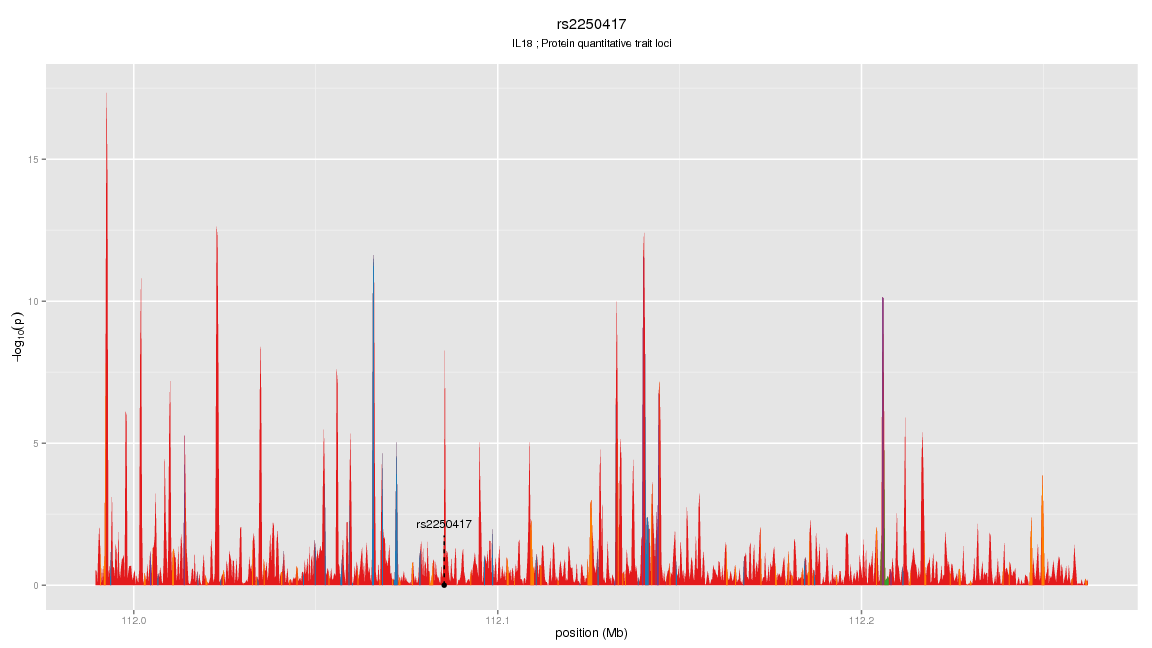 rs2250417
IL18 ; Protein quantitative trait loci
−log10(p)
15
10
5
0
rs2250417
112.0
112.1
112.2
position (Mb)